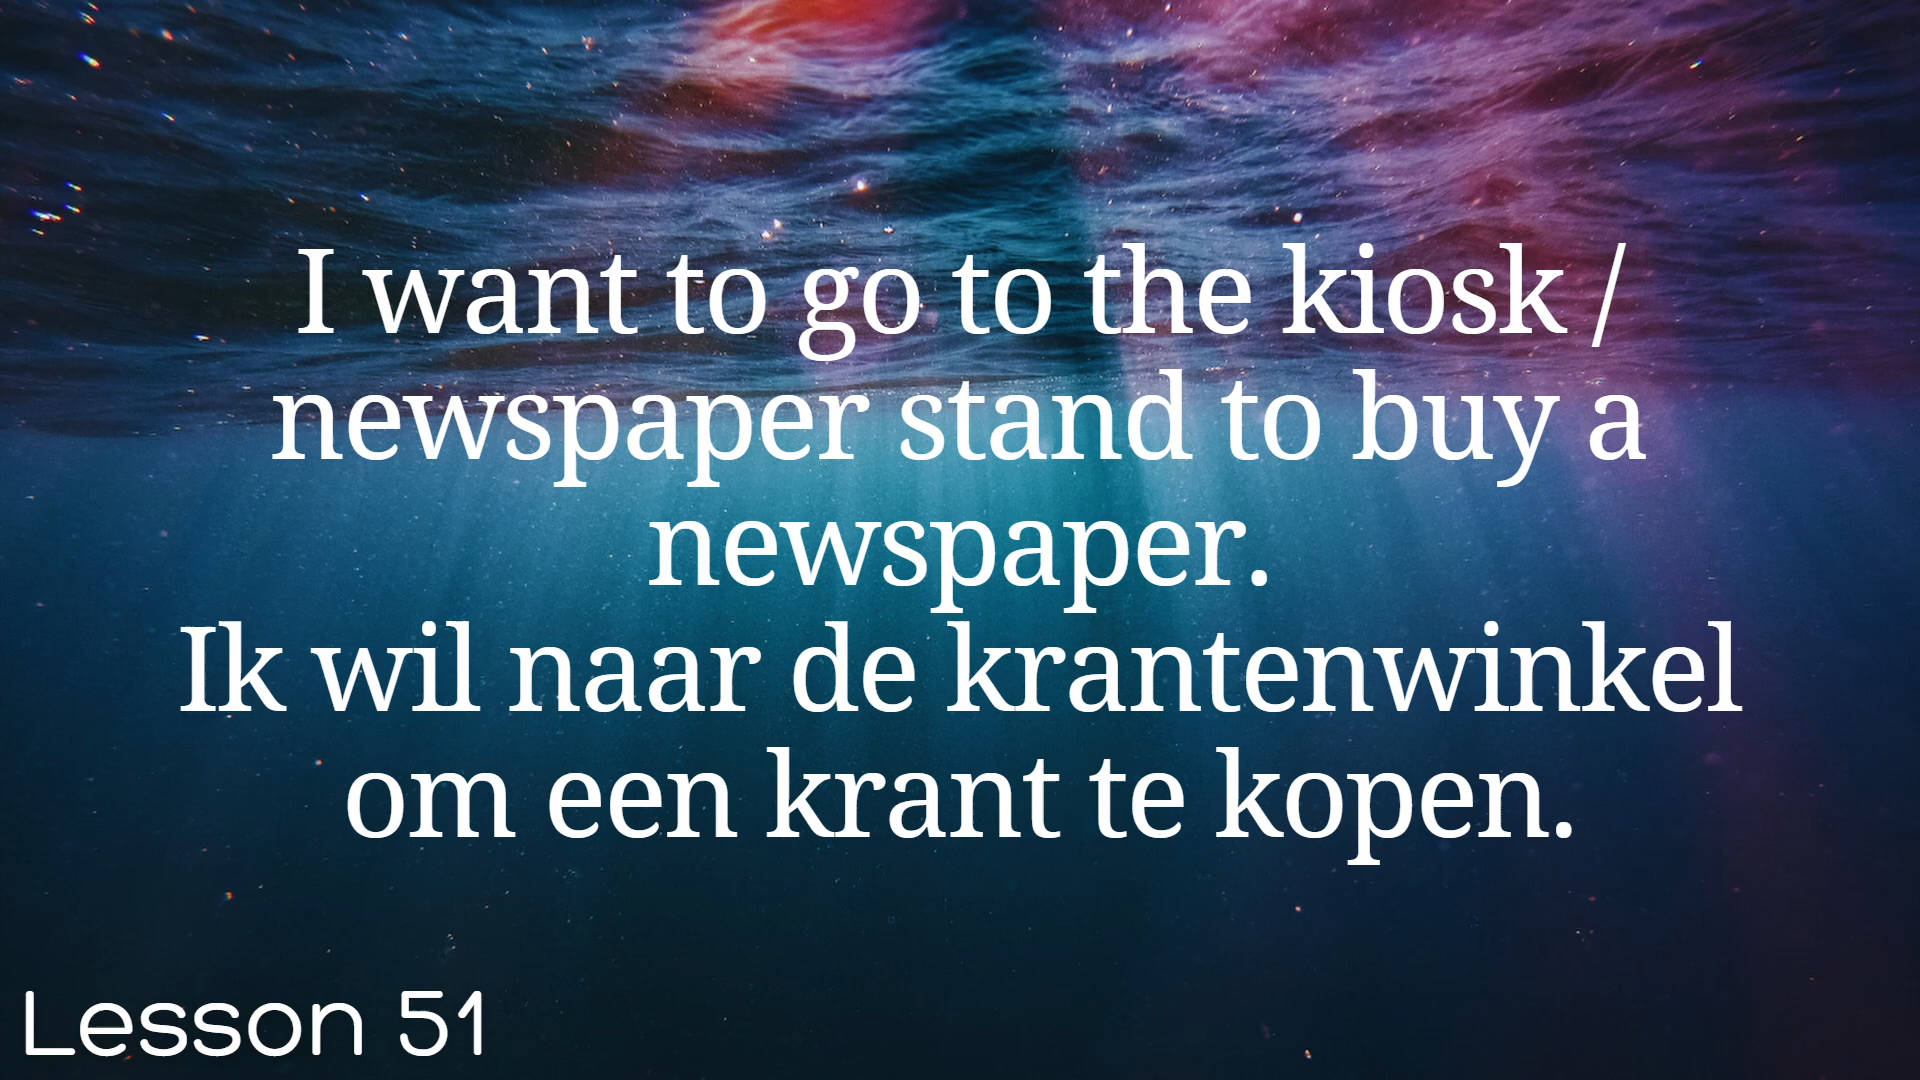 I want to go to the kiosk /
newspaper stand to buy a
newspaper.
Ik wil naar de krantenwinkel
om een krant te kopen.
Lesson 51